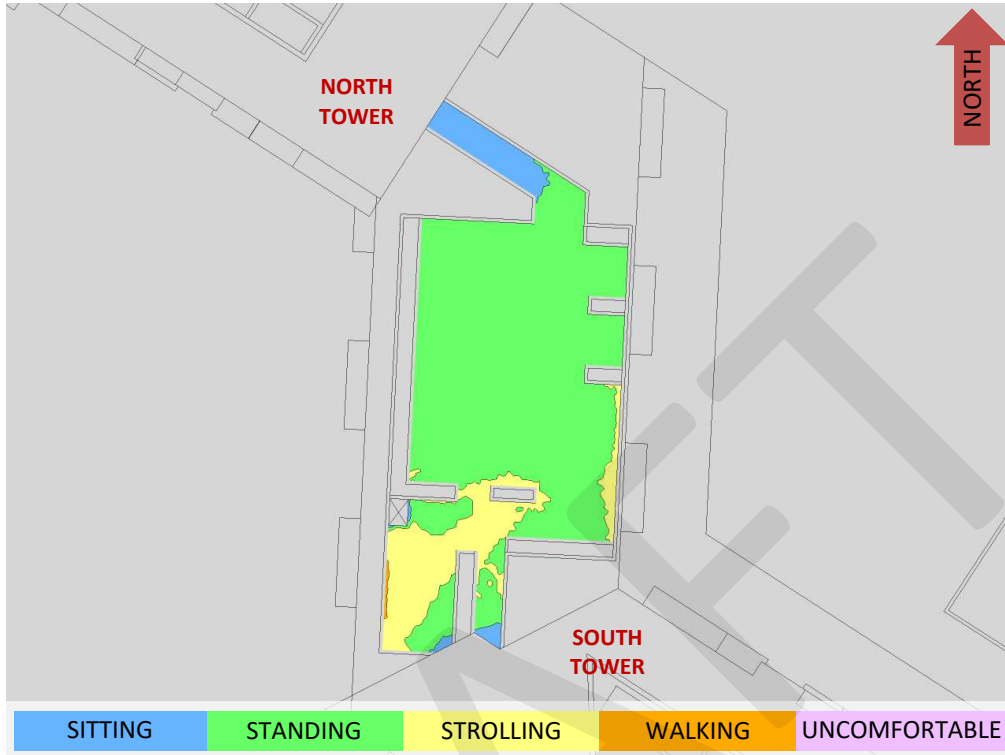 NORTH
TOWER
NORTH
SOUTH
TOWER
SITTING STANDING STROLLING WALKING UNCOMFORTABLE